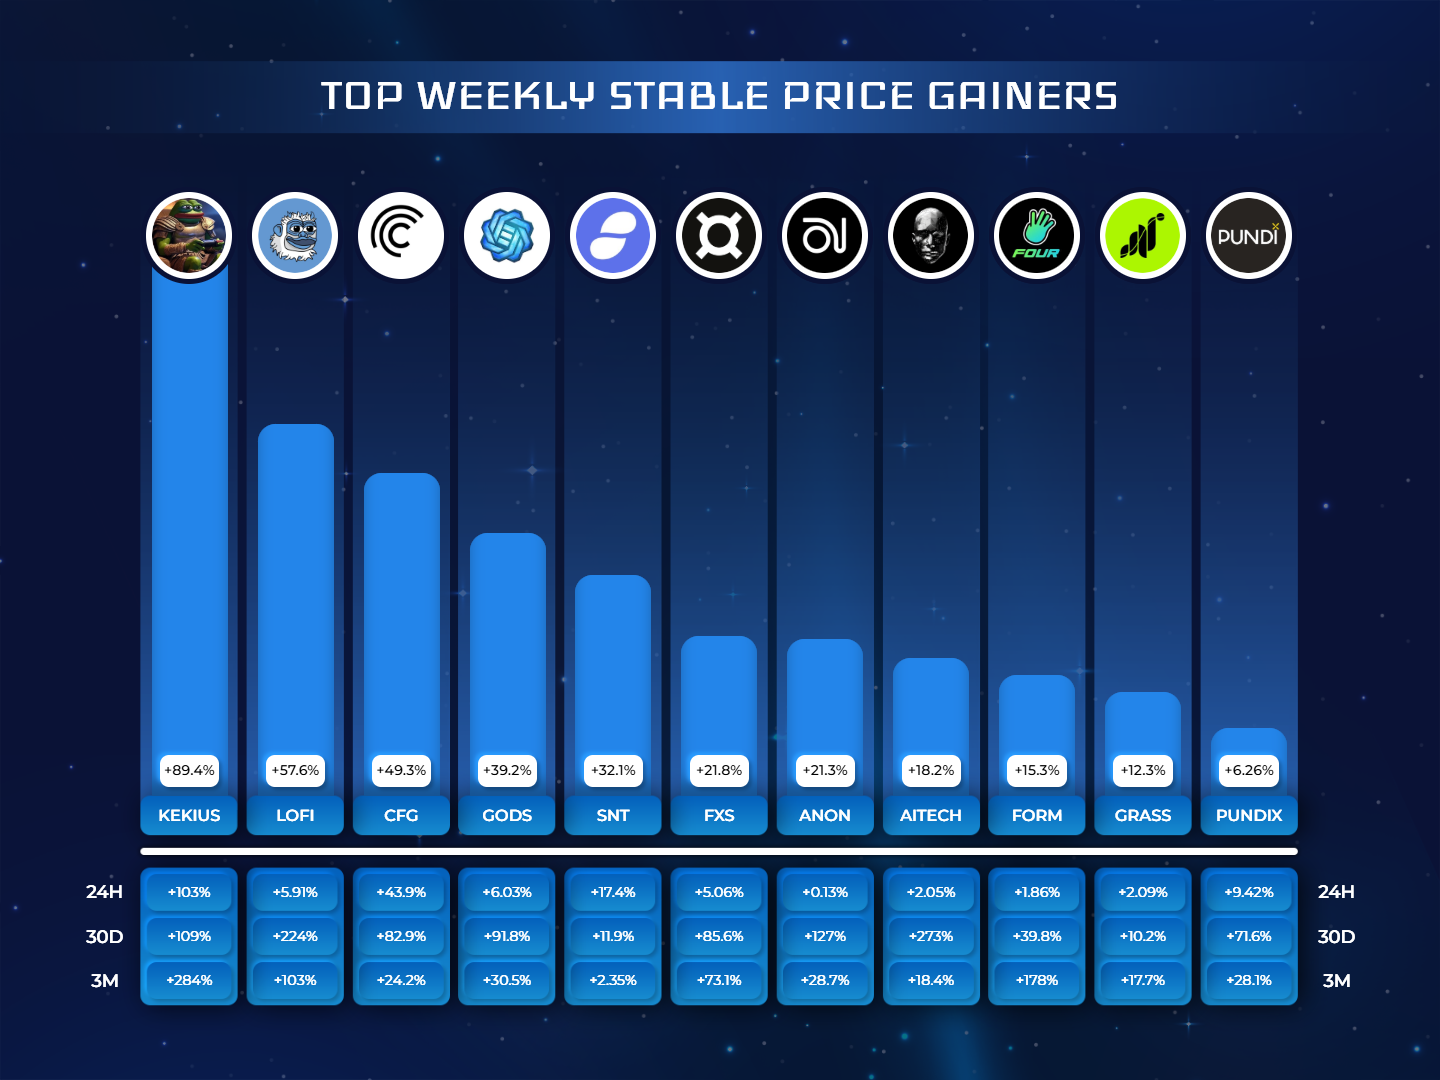 TOP WEEKLY STABLE PRICE GAINERS
FOUR
PUNDI
+89.4% +57.6% +49.3% +39.2% +32.1% +21.8% +21.3% +18.2% +15.3% +12.3% +6.26%
KEKIUS LOFI CFG GODS SNT FXS ANON AITECH FORM GRASS PUNDIX
24H +103% +5.91% +43.9% +6.03% +17.4% +5.06% +0.13% +2.05% +1.86% +2.09% +9.42% 24H
30D +109% +224% +82.9% +91.8% +11.9% +85.6% +127% +273% +39.8% +10.2% +71.6% 30D
3M +284% +103% +24.2% +30.5% +2.35% +73.1% +28.7% +18.4% +178% +17.7% +28.1% 3M